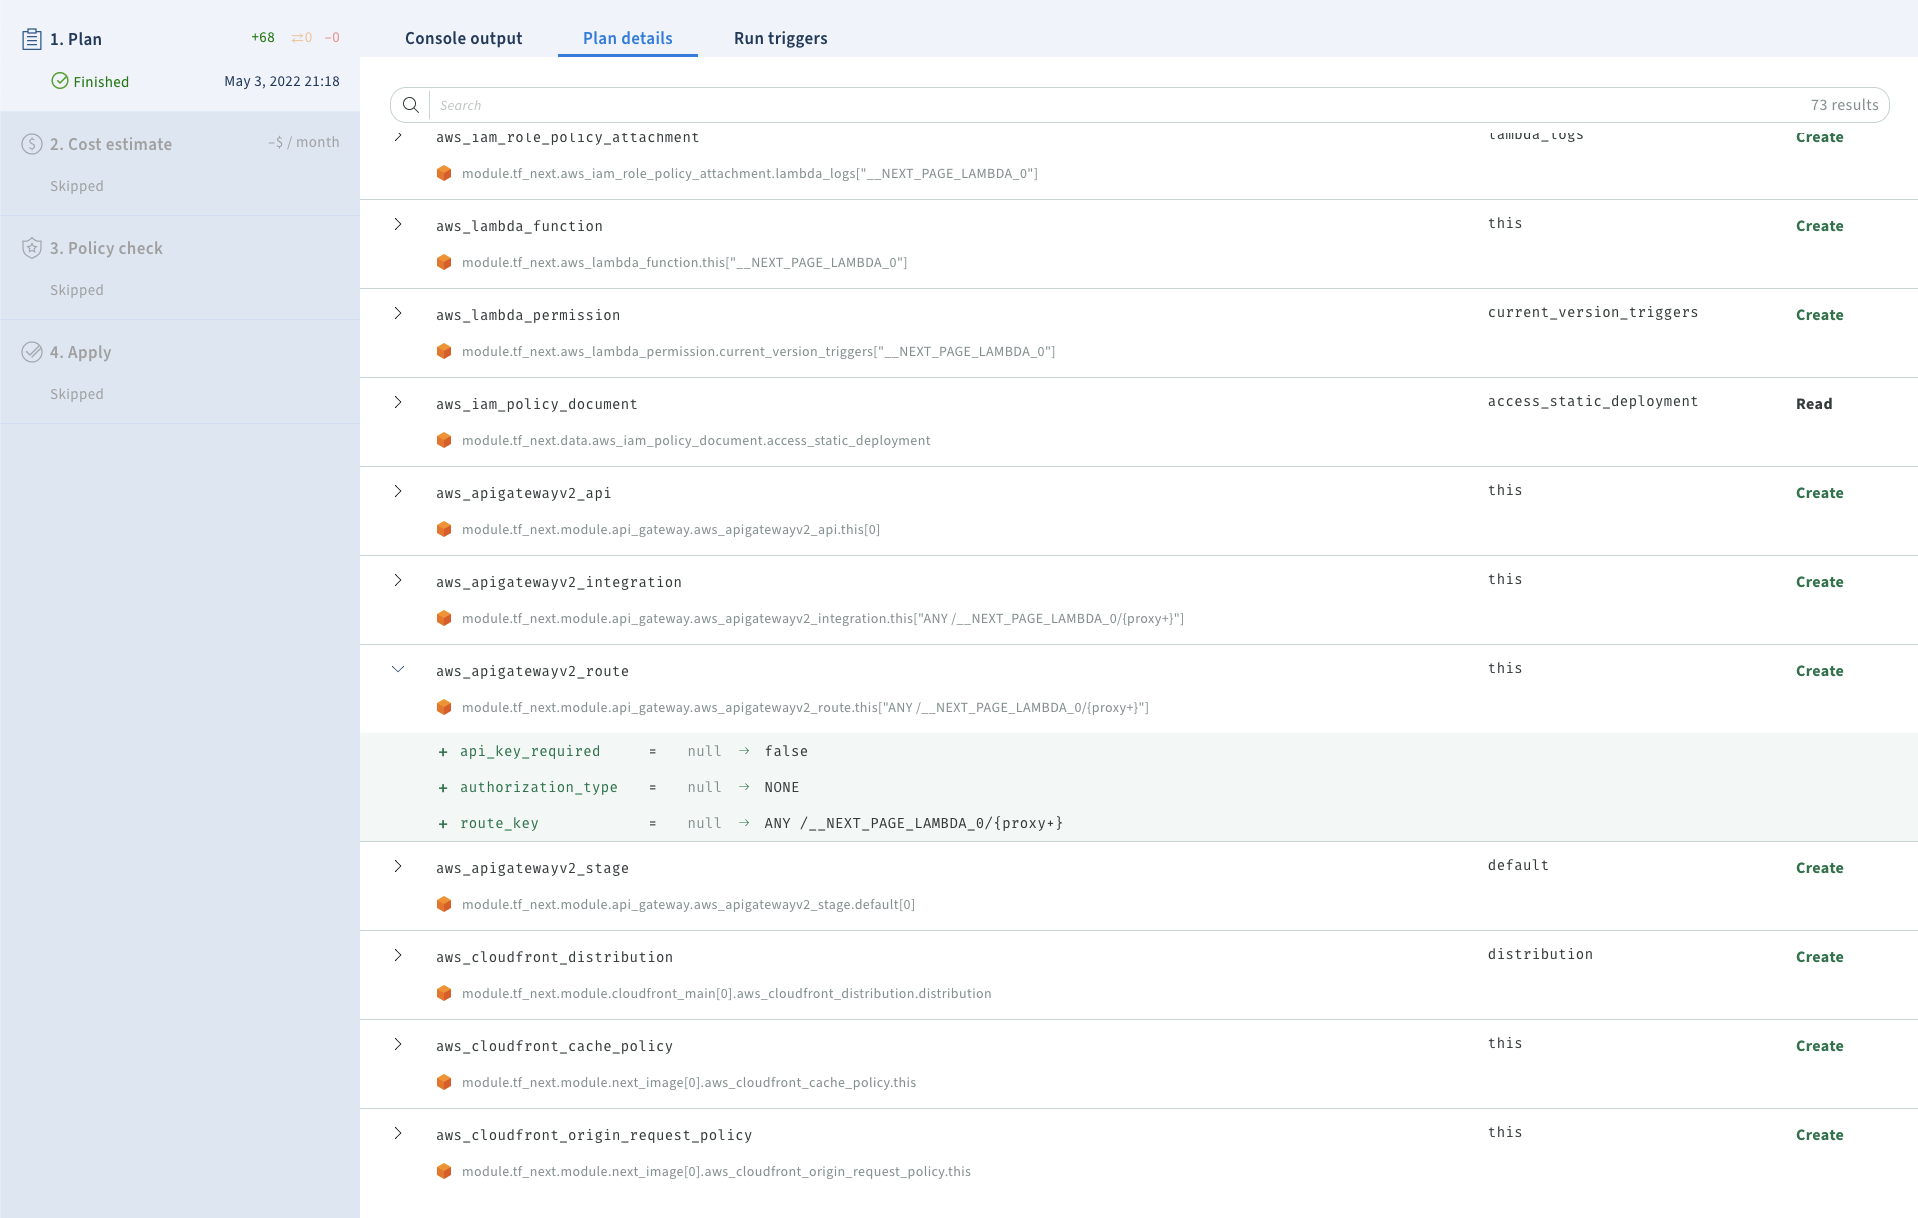 1. Plan
+68 ⇄0 −0
Finished
May 3, 2022 21:18
2. Cost estimate
~$ / month
Skipped
3. Policy check
Skipped
4. Apply
Skipped
Console output
Plan details
Run triggers
Search
73 results
aws_iam_role_policy_attachment lambda_logs Create
module.tf_next.aws_iam_role_policy_attachment.lambda_logs["__NEXT_PAGE_LAMBDA_0"]
aws_lambda_function this Create
module.tf_next.aws_lambda_function.this["__NEXT_PAGE_LAMBDA_0"]
aws_lambda_permission current_version_triggers Create
module.tf_next.aws_lambda_permission.current_version_triggers["__NEXT_PAGE_LAMBDA_0"]
aws_iam_policy_document access_static_deployment Read
module.tf_next.data.aws_iam_policy_document.access_static_deployment
aws_apigatewayv2_api this Create
module.tf_next.module.api_gateway.aws_apigatewayv2_api.this[0]
aws_apigatewayv2_integration this Create
module.tf_next.module.api_gateway.aws_apigatewayv2_integration.this["ANY /__NEXT_PAGE_LAMBDA_0/{proxy+}"]
aws_apigatewayv2_route this Create
module.tf_next.module.api_gateway.aws_apigatewayv2_route.this["ANY /__NEXT_PAGE_LAMBDA_0/{proxy+}"]
+ api_key_required = null → false
+ authorization_type = null → NONE
+ route_key = null → ANY /__NEXT_PAGE_LAMBDA_0/{proxy+}
aws_apigatewayv2_stage default Create
module.tf_next.module.api_gateway.aws_apigatewayv2_stage.default[0]
aws_cloudfront_distribution distribution Create
module.tf_next.module.cloudfront_main[0].aws_cloudfront_distribution.distribution
aws_cloudfront_cache_policy this Create
module.tf_next.module.next_image[0].aws_cloudfront_cache_policy.this
aws_cloudfront_origin_request_policy this Create
module.tf_next.module.next_image[0].aws_cloudfront_origin_request_policy.this